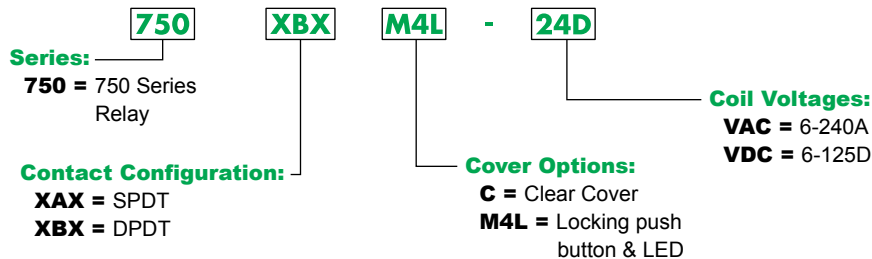 750 XBX M4L - 24D
Series:
750 = 750 Series
Relay
Contact Configuration:
XAX = SPDT
XBX = DPDT
Cover Options:
C = Clear Cover
M4L = Locking push
button & LED
Coil Voltages:
VAC = 6-240A
VDC = 6-125D